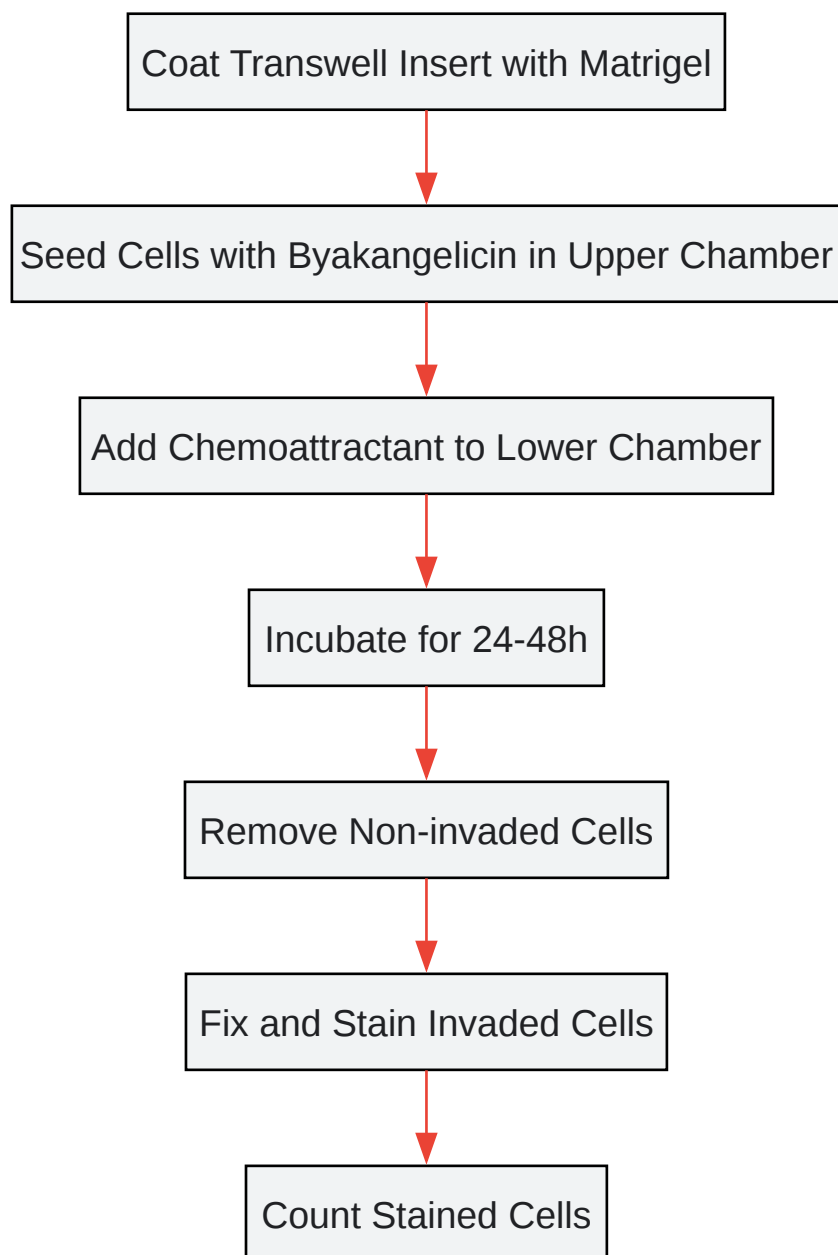 Coat Transwell Insert with Matrigel
Seed Cells with Byakangelicin in Upper Chamber
Add Chemoattractant to Lower Chamber
Incubate for 24-48h
Remove Non-invaded Cells
Fix and Stain Invaded Cells
Count Stained Cells